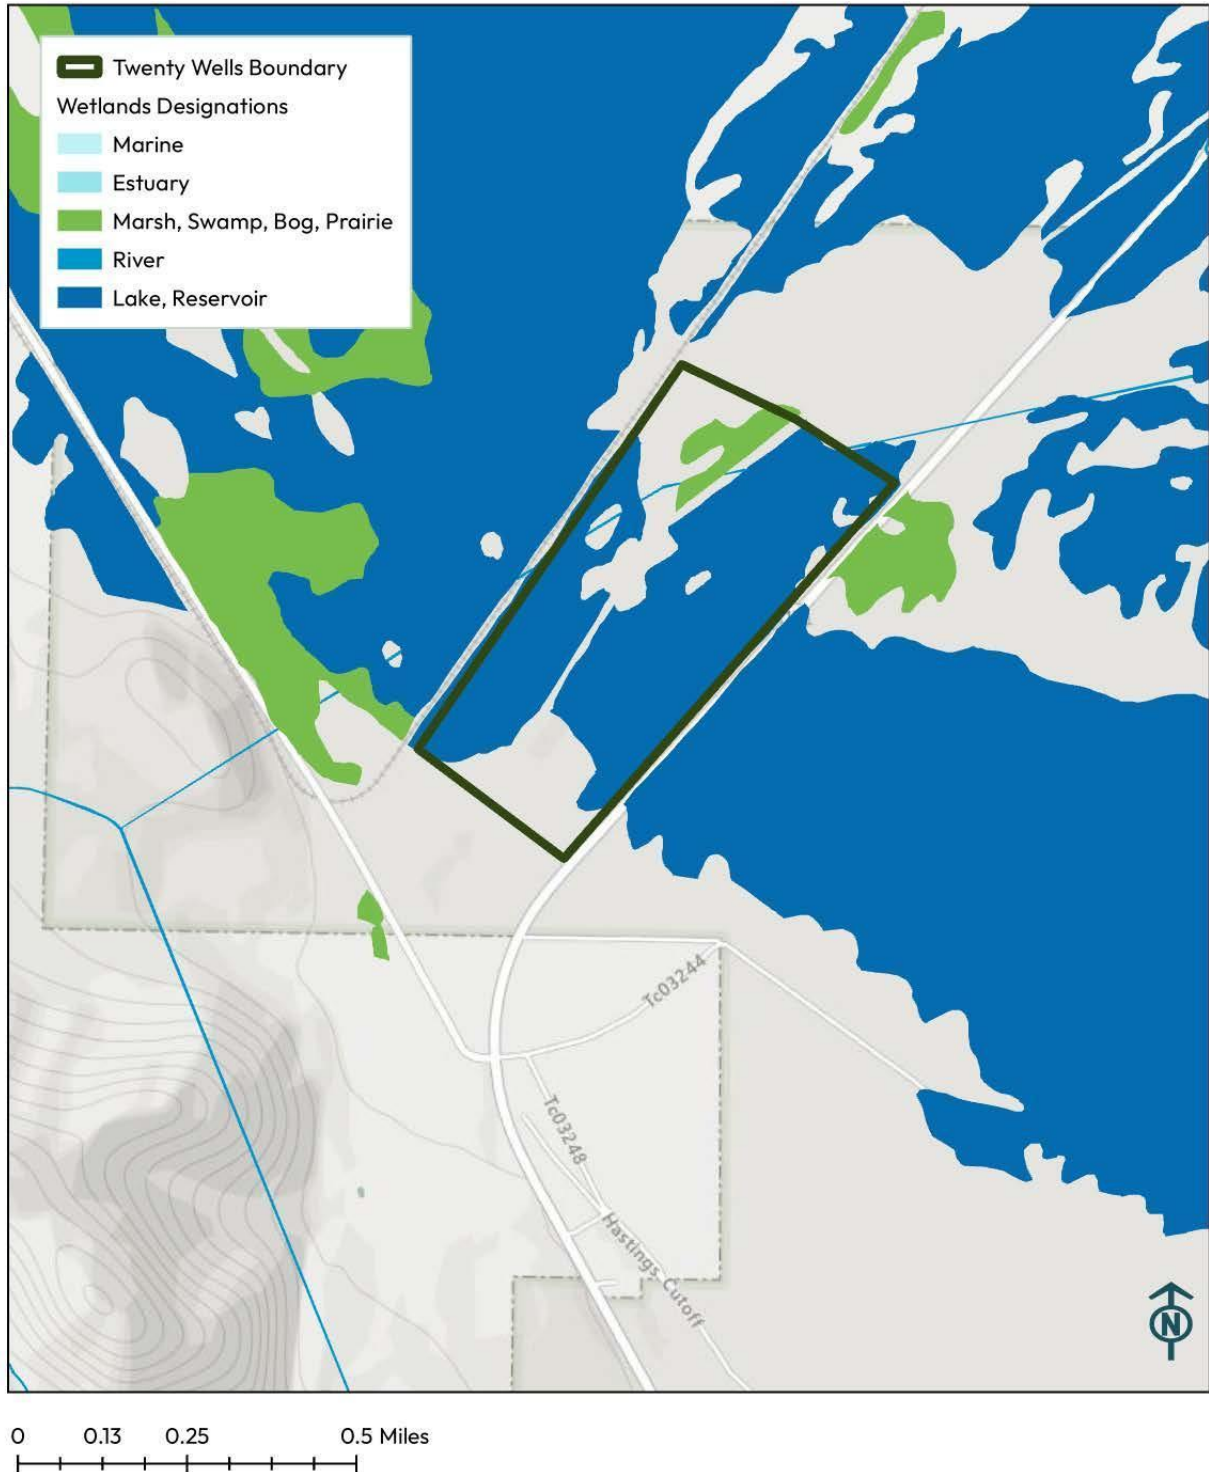 Twenty Wells Boundary
Wetlands Designations
Marine
Estuary
Marsh, Swamp, Bog, Prairie
River
Lake, Reservoir
Tc03244
Tc03248
Hastings Cutoff
N
0 0.13 0.25 0.5 Miles